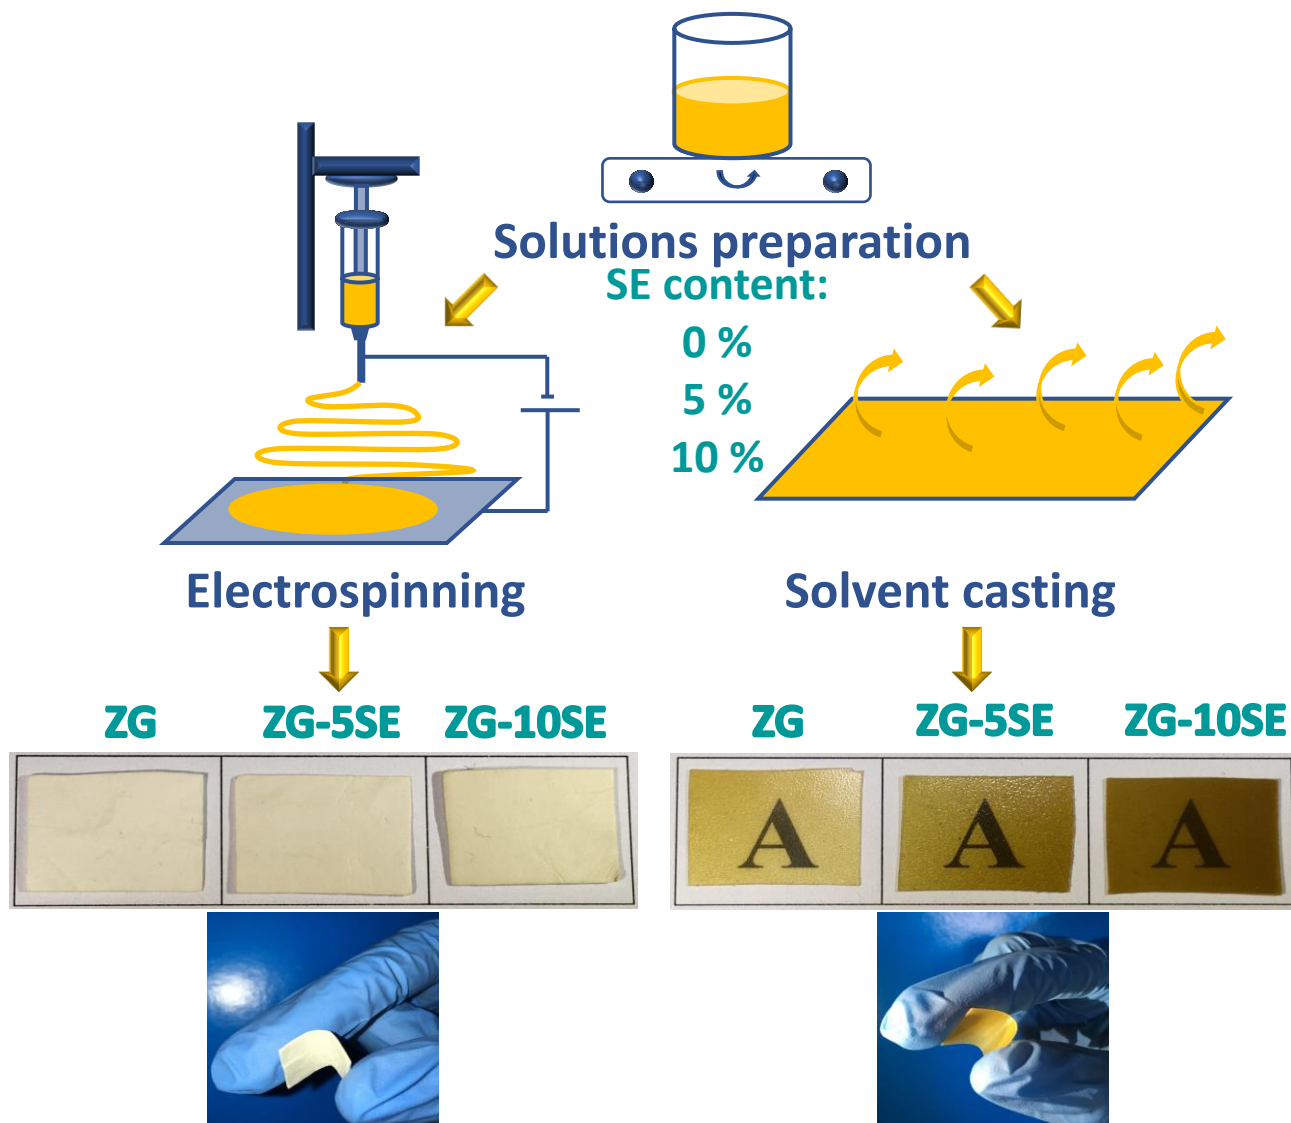 Solutions preparation
SE content:
0 %
5 %
10 %
Electrospinning
Solvent casting
ZG
ZG-5SE
ZG-10SE
ZG
ZG-5SE
ZG-10SE
A
A
A